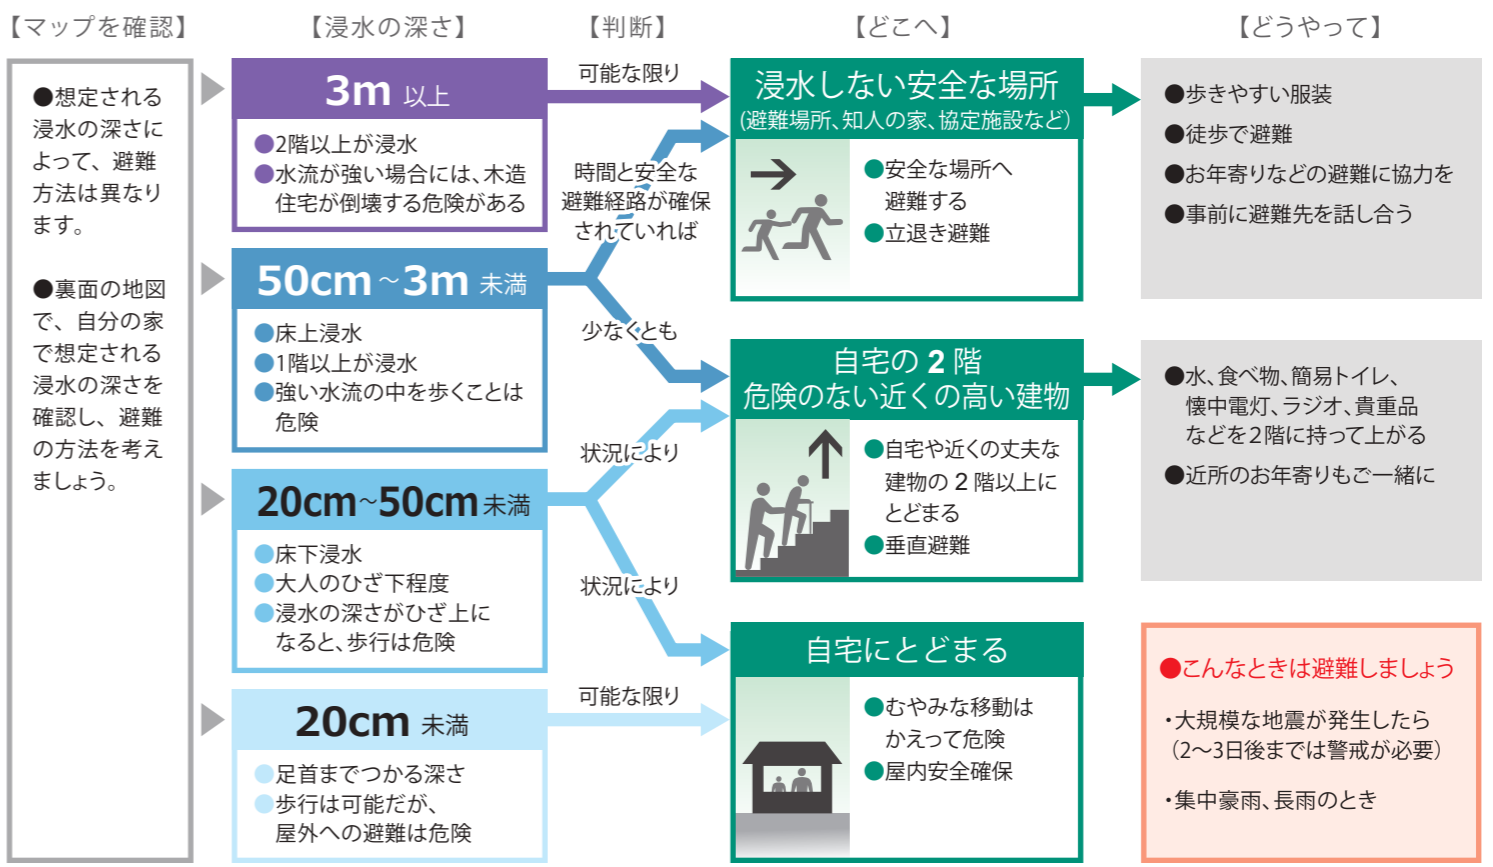 【マップを確認】
【浸水の深さ】
【判断】
【どこへ】
【どうやって】
●想定される
浸水の深さに
よって、避難
方法は異なり
ます。
●裏面の地図
で、自分の家
で想定される
浸水の深さを
確認し、避難
の方法を考え
ましょう。
3m 以上
●2階以上が浸水
●水流が強い場合には、木造
住宅が倒壊する危険がある
50cm～3m 未満
●床上浸水
●1階以上が浸水
●強い水流の中を歩くことは
危険
20cm～50cm 未満
●床下浸水
●大人のひざ下程度
●浸水の深さがひざ上に
なると、歩行は危険
20cm 未満
●足首までつかる深さ
●歩行は可能だが、
屋外への避難は危険
可能な限り
時間と安全な
避難経路が確保
されていれば
少なくとも
状況により
状況により
可能な限り
浸水しない安全な場所
(避難場所、知人の家、協定施設など)
●安全な場所へ
避難する
●立退き避難
自宅の 2 階
危険のない近くの高い建物
●自宅や近くの丈夫な
建物の 2 階以上に
とどまる
●垂直避難
自宅にとどまる
●むやみな移動は
かえって危険
●屋内安全確保
●歩きやすい服装
●徒歩で避難
●お年寄りなどの避難に協力を
●事前に避難先を話し合う
●水、食べ物、簡易トイレ、
懐中電灯、ラジオ、貴重品
などを2階に持って上がる
●近所のお年寄りもご一緒に
●こんなときは避難しましょう
・大規模な地震が発生したら
（2～3日後までは警戒が必要）
・集中豪雨、長雨のとき